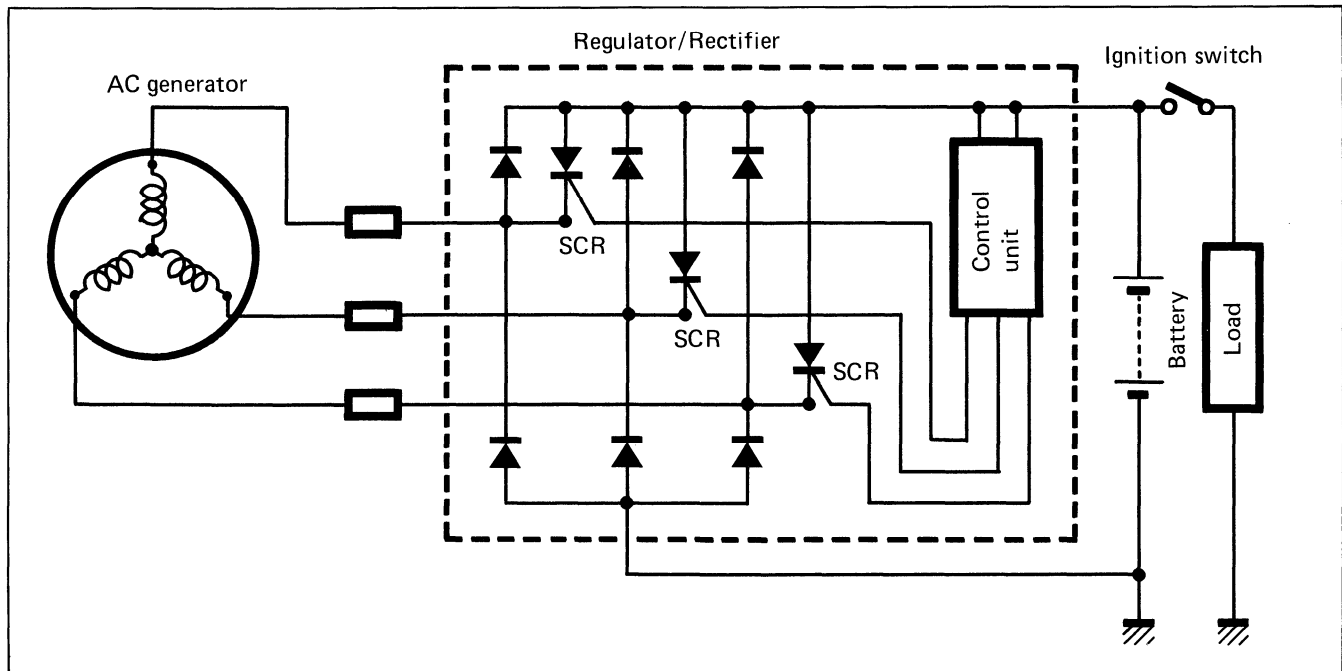 Regulator/Rectifier
Ignition switch
AC generator
Control
unit
SCR
SCR
SCR
Battery
Load